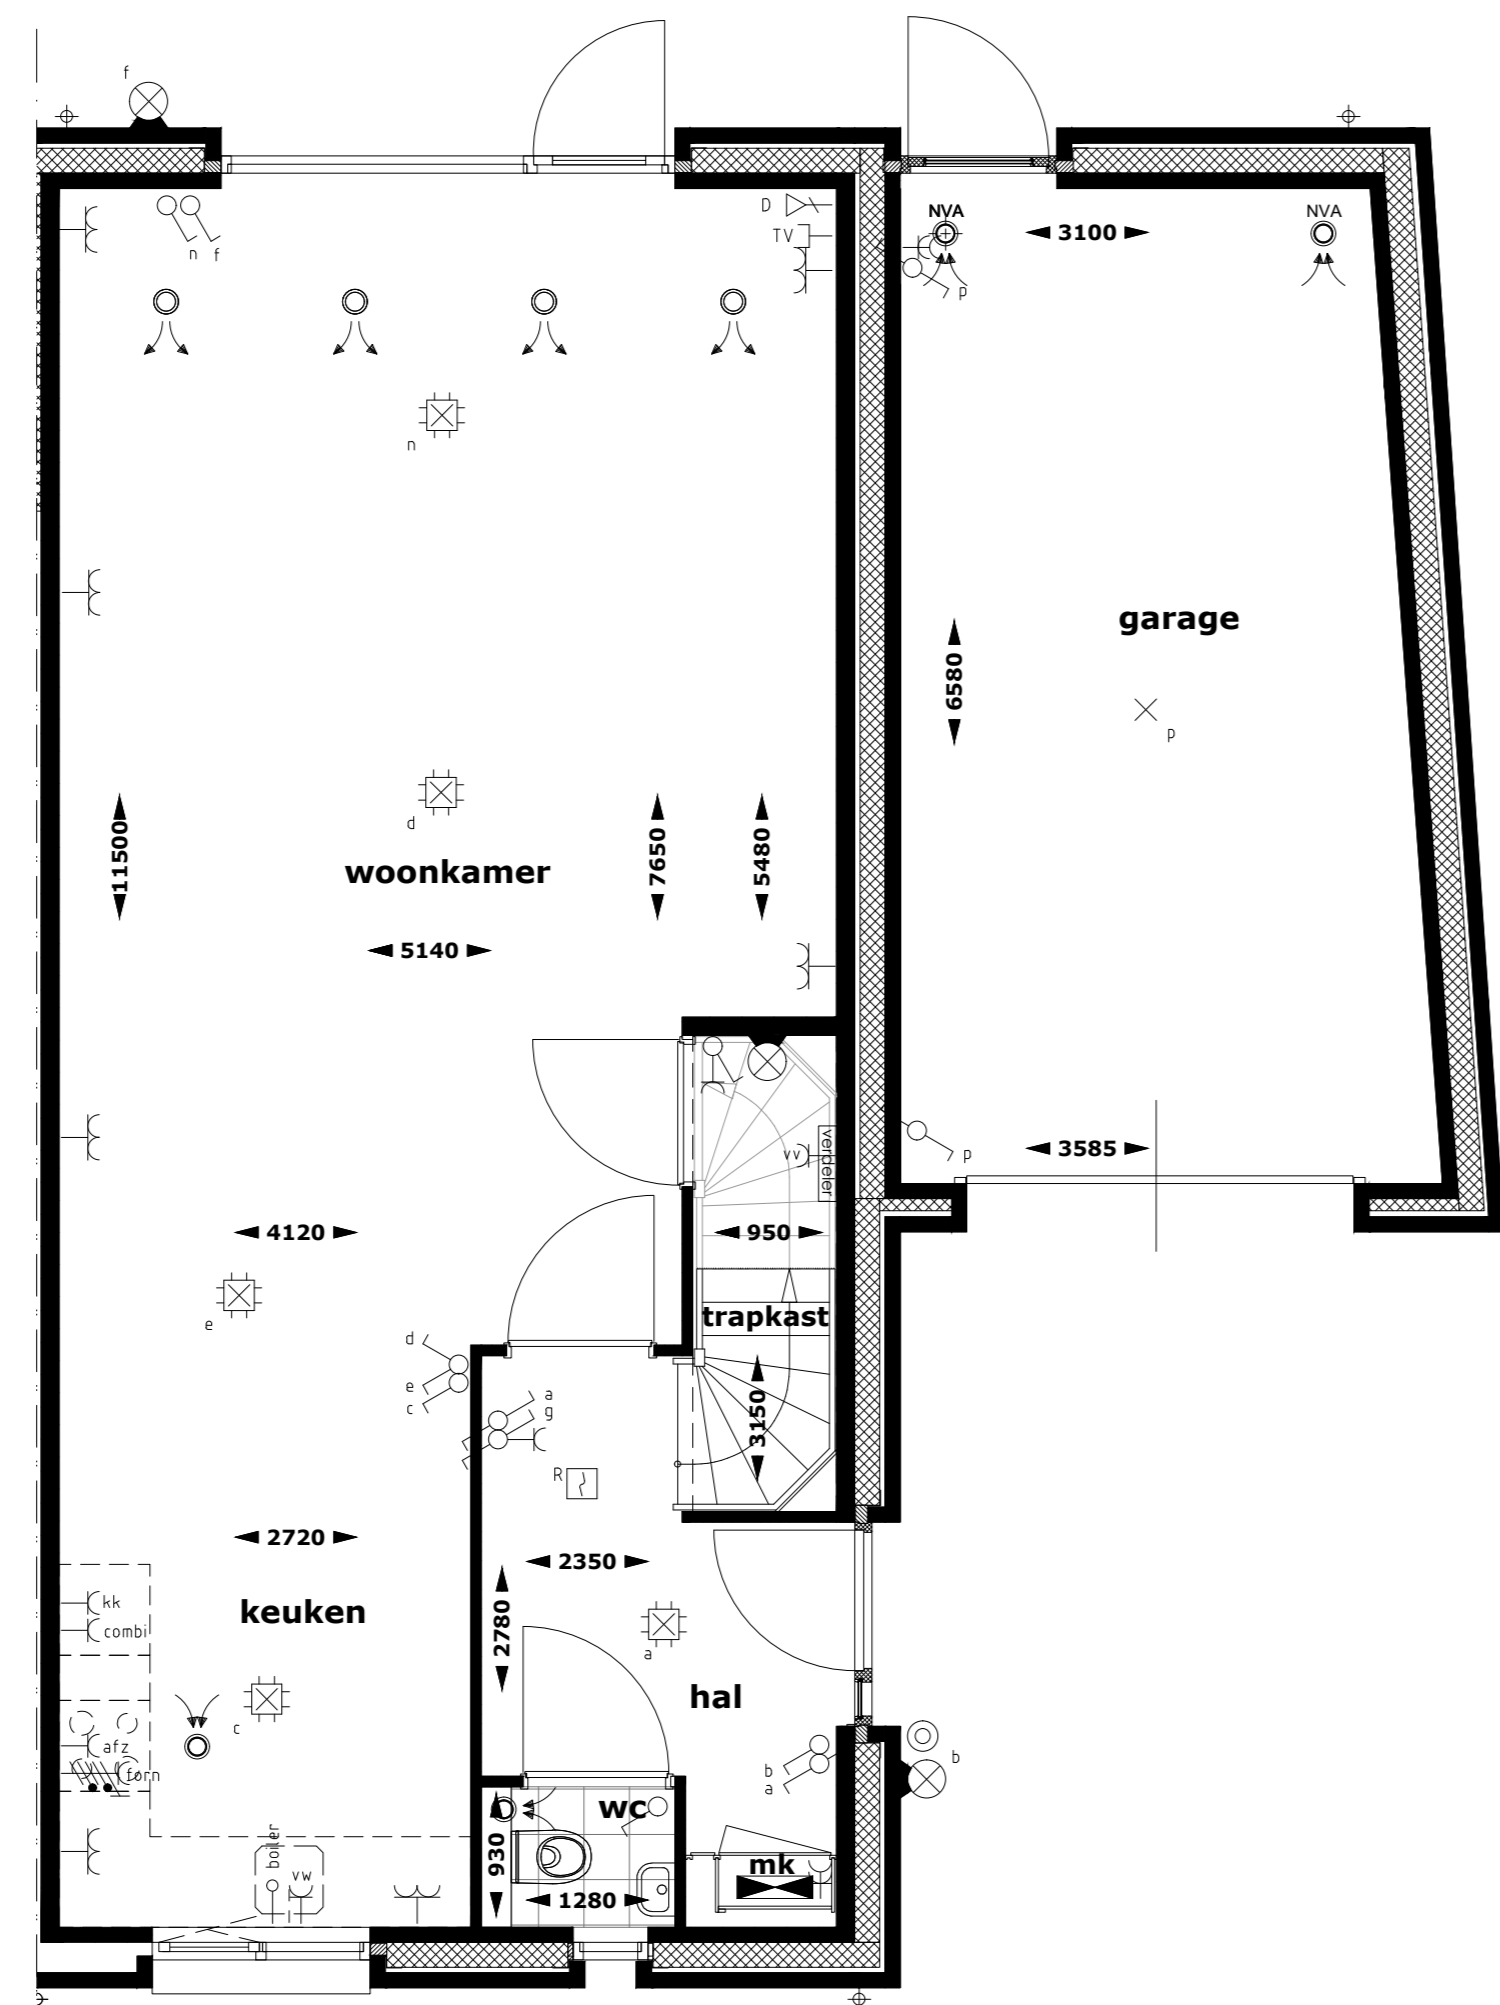 f
D
NVA
NVA
3100
TV
n
f
p
n
garage
6580
p
d
11500
7650
5480
woonkamer
5140
vv
verdeler
p
3585
4120
950
e
trapkast
d
e
c
a
g
3150
R
2720
2350
kk
combi
keuken
2780
a
hal
c
afz
forn
b
b
a
wc
boiler
930
vw
mk
1280